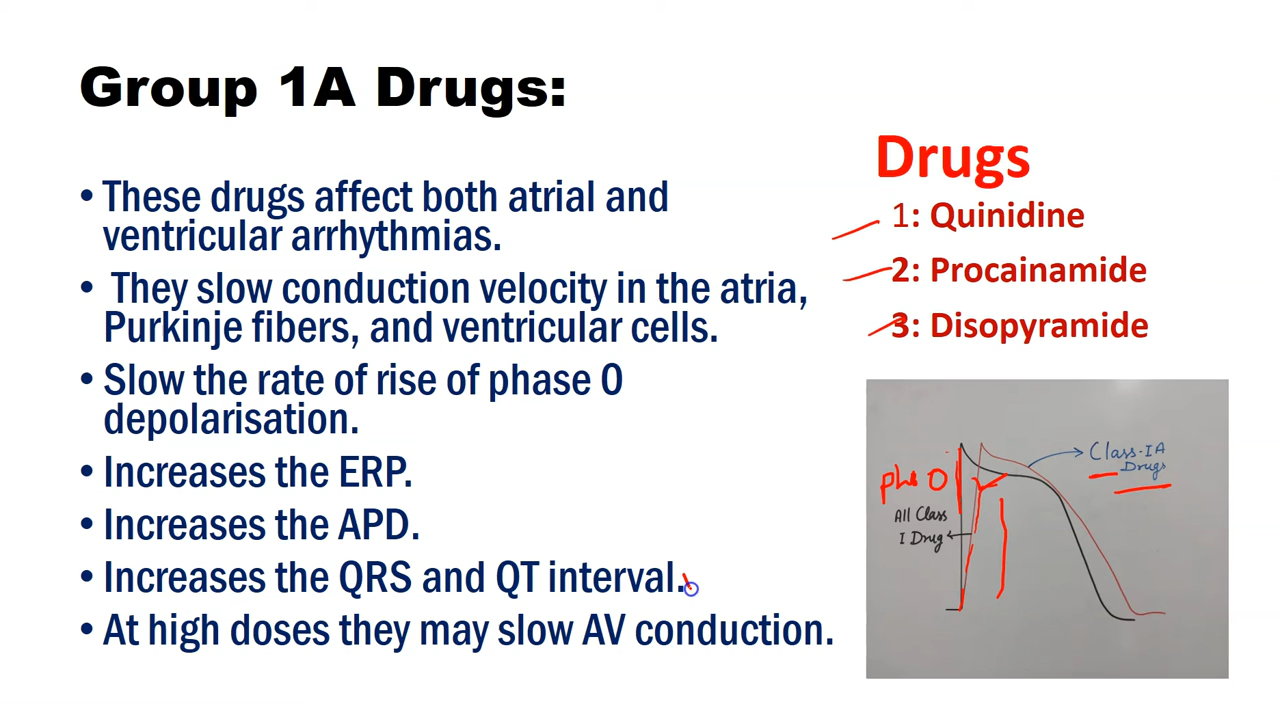 Group 1A Drugs:
• These drugs affect both atrial and
ventricular arrhythmias.
• They slow conduction velocity in the atria,
Purkinje fibers, and ventricular cells.
• Slow the rate of rise of phase 0
depolarisation.
• Increases the ERP.
• Increases the APD.
• Increases the QRS and QT interval.
• At high doses they may slow AV conduction.
Drugs
1: Quinidine
2: Procainamide
3: Disopyramide
Class-IA
Drugs
0
All Class
I Drug